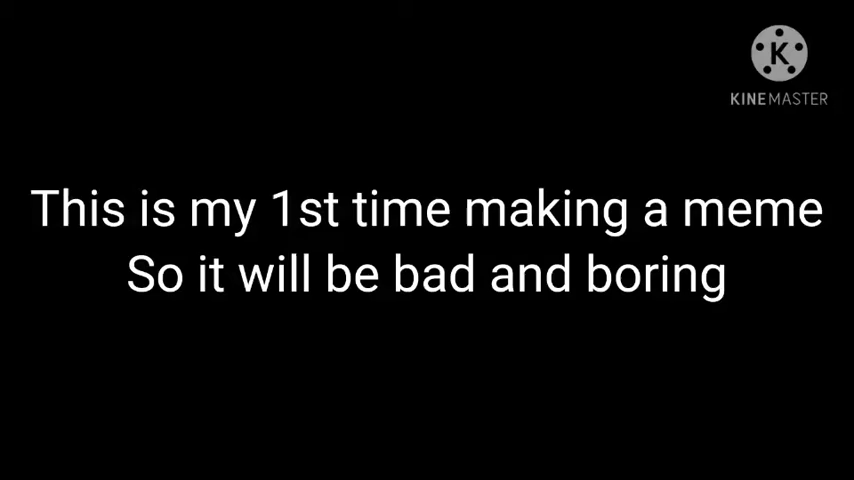 K
KINEMASTER
This is my 1st time making a meme
So it will be bad and boring